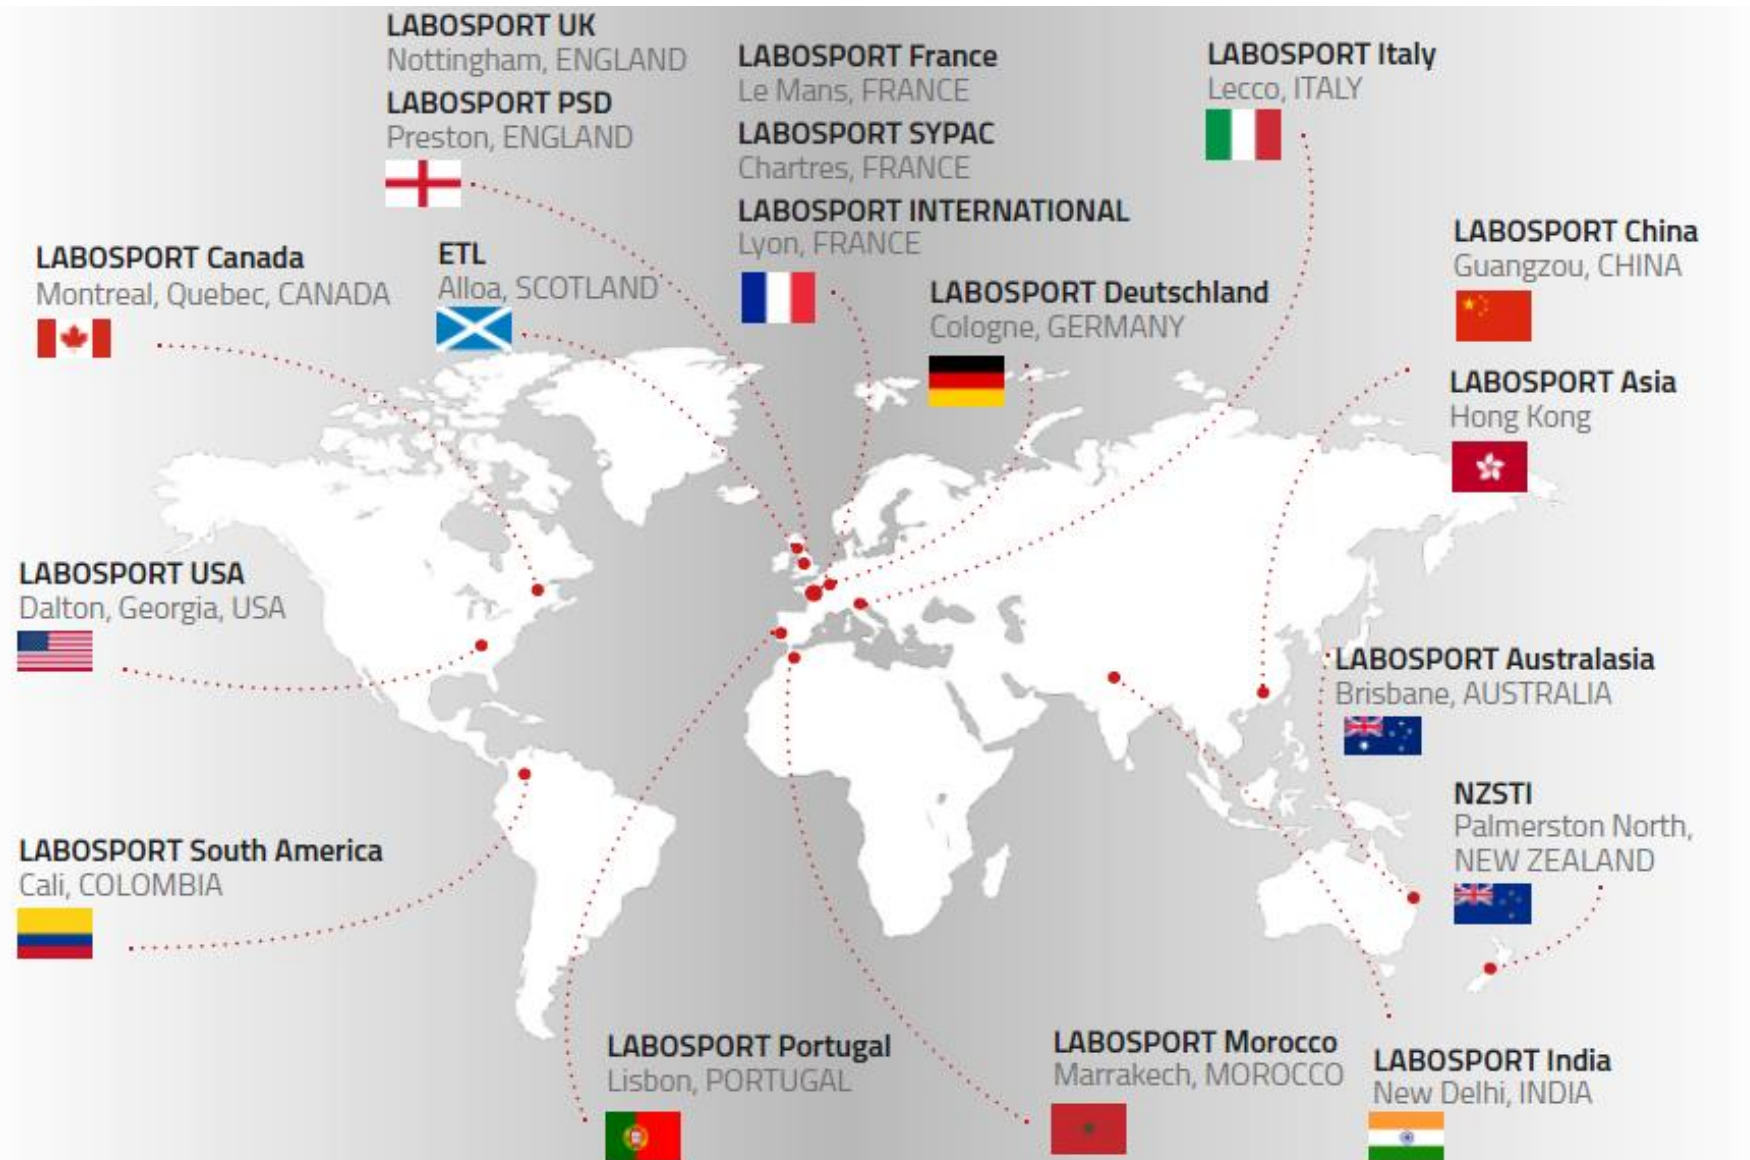 LABOSPORT UK
Nottingham, ENGLAND
LABOSPORT PSD
Preston, ENGLAND
LABOSPORT France
Le Mans, FRANCE
LABOSPORT SYPAC
Chartres, FRANCE
LABOSPORT INTERNATIONAL
Lyon, FRANCE
LABOSPORT Italy
Lecco, ITALY
LABOSPORT Canada
Montreal, Quebec, CANADA
ETL
Alloa, SCOTLAND
LABOSPORT Deutschland
Cologne, GERMANY
LABOSPORT China
Guangzou, CHINA
LABOSPORT Asia
Hong Kong
LABOSPORT USA
Dalton, Georgia, USA
LABOSPORT Australasia
Brisbane, AUSTRALIA
NZSTI
Palmerston North,
NEW ZEALAND
LABOSPORT South America
Cali, COLOMBIA
LABOSPORT Portugal
Lisbon, PORTUGAL
LABOSPORT Morocco
Marrakech, MOROCCO
LABOSPORT India
New Delhi, INDIA